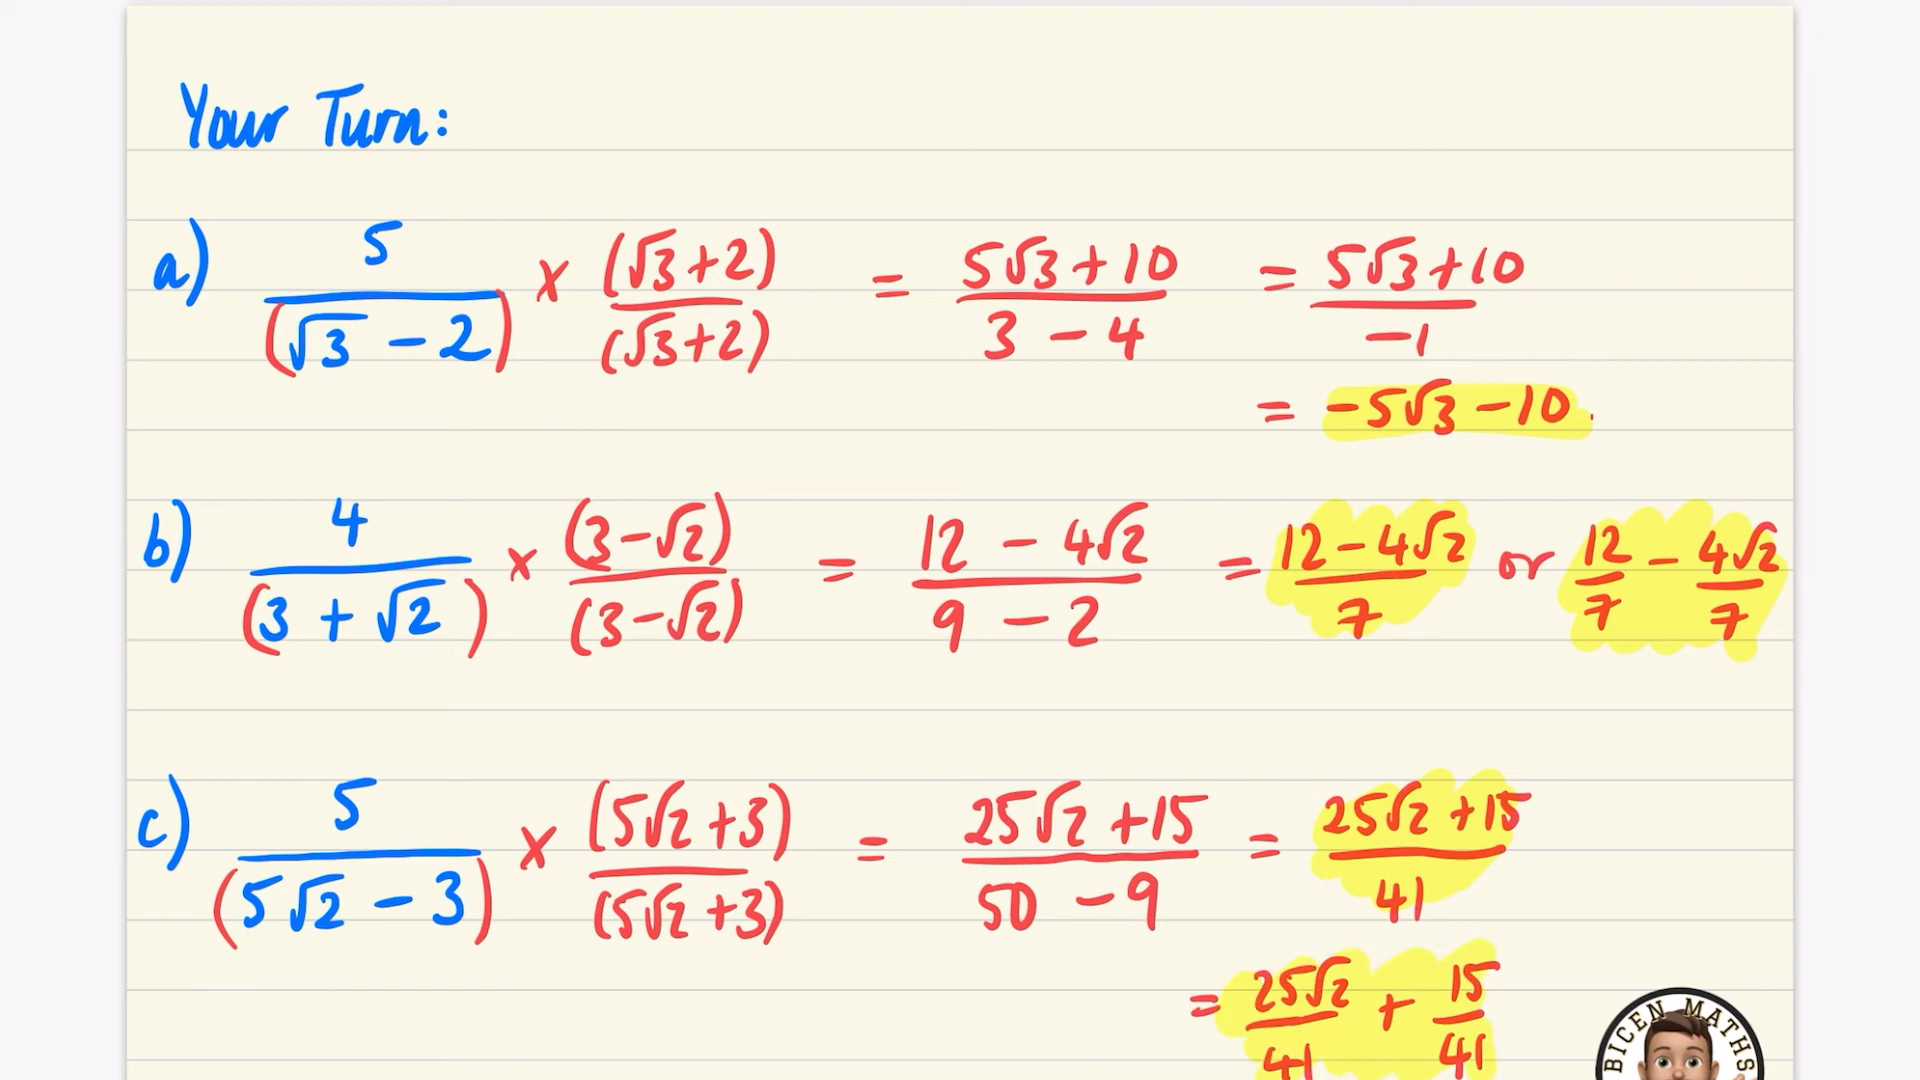 Your Turn:
a) 5/(√3 - 2) × (√3+2)/(√3+2) = (5√3+10)/(3 - 4) = (5√3+10)/-1
= -5√3 - 10.
b) 4/(3 + √2) × (3-√2)/(3-√2) = (12 - 4√2)/(9 - 2) = (12-4√2)/7 or 12/7 - 4√2/7
c) 5/(5√2 - 3) × (5√2+3)/(5√2+3) = (25√2+15)/(50 - 9) = (25√2+15)/41
= 25√2/41 + 15/41
BICEN MATHS